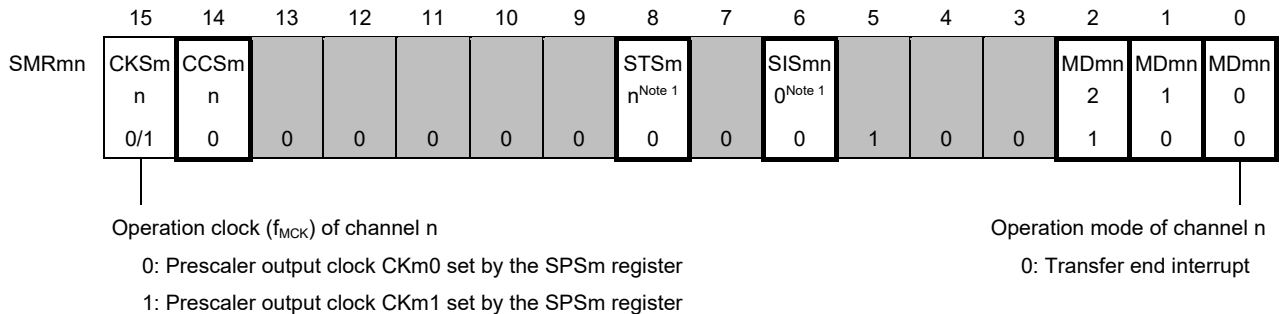 15 14 13 12 11 10 9 8 7 6 5 4 3 2 1 0
SMRmn CKSm CCSm STSm SISmn MDmn MDmn MDmn
n n nNote 1 0Note 1 2 1 0
0/1 0 0 0 0 0 0 0 0 0 1 0 0 1 0 0
Operation clock (fMCK) of channel n Operation mode of channel n
0: Prescaler output clock CKm0 set by the SPSm register 0: Transfer end interrupt
1: Prescaler output clock CKm1 set by the SPSm register